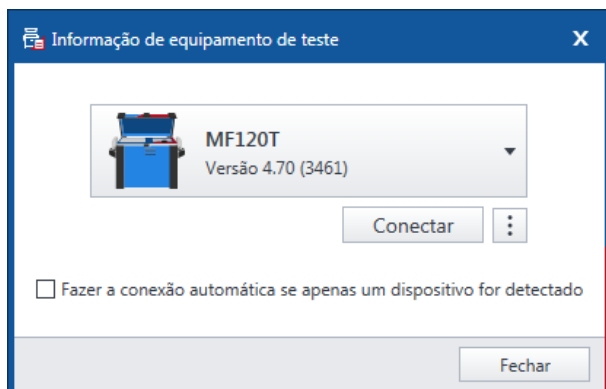 Informação de equipamento de teste
X
MF120T
Versão 4.70 (3461)
Conectar
Fazer a conexão automática se apenas um dispositivo for detectado
Fechar